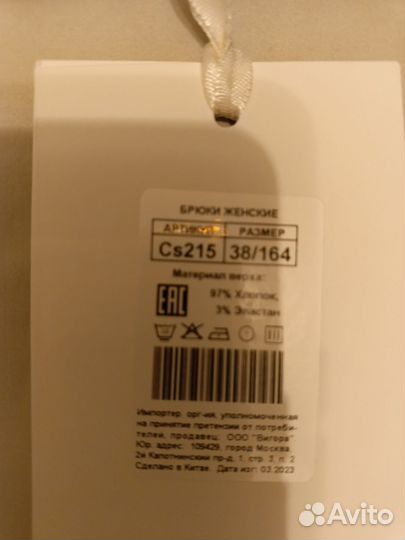 БРЮКИ ЖЕНСКИЕ
АРТИКУЛ РАЗМЕР
Cs215 38/164
Материал верха:
97% Хлопок,
3% Эластан
EAC
Импортер, орг-ия, уполномоченная
на принятие претензии от потреби-
телей, продавец: ООО "Вигора"
Юр. адрес: 109429, город Москва,
2й Капотнинский пр-д, 1, стр. 3, п. 2
Сделано в Китае. Дата изг: 03.2023
Avito